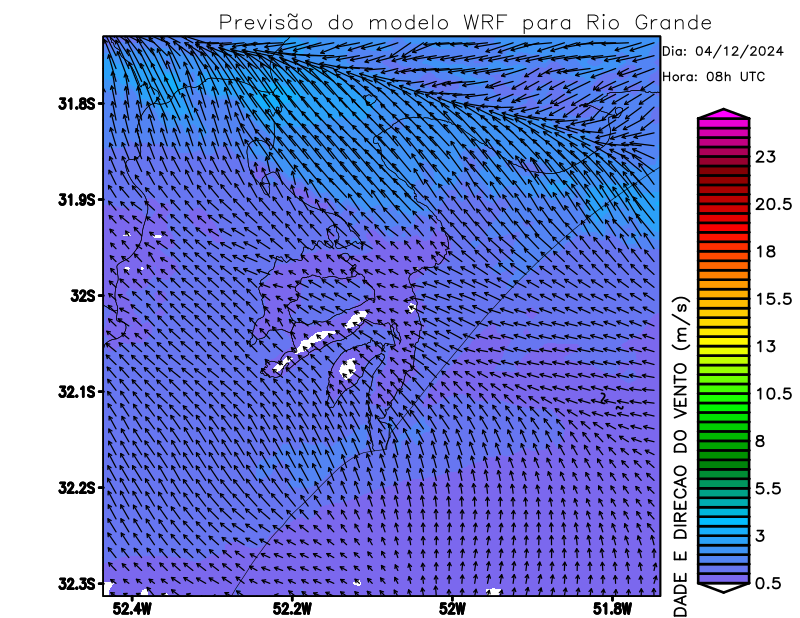 Previsão do modelo WRF para Rio Grande
Dia: 04/12/2024
Hora: 08h UTC
31.8S
31.9S
32S
32.1S
32.2S
32.3S
52.4W
52.2W
52W
51.8W
23
20.5
18
15.5
13
10.5
8
5.5
3
0.5
DADE E DIRECAO DO VENTO (m/s)
2
2